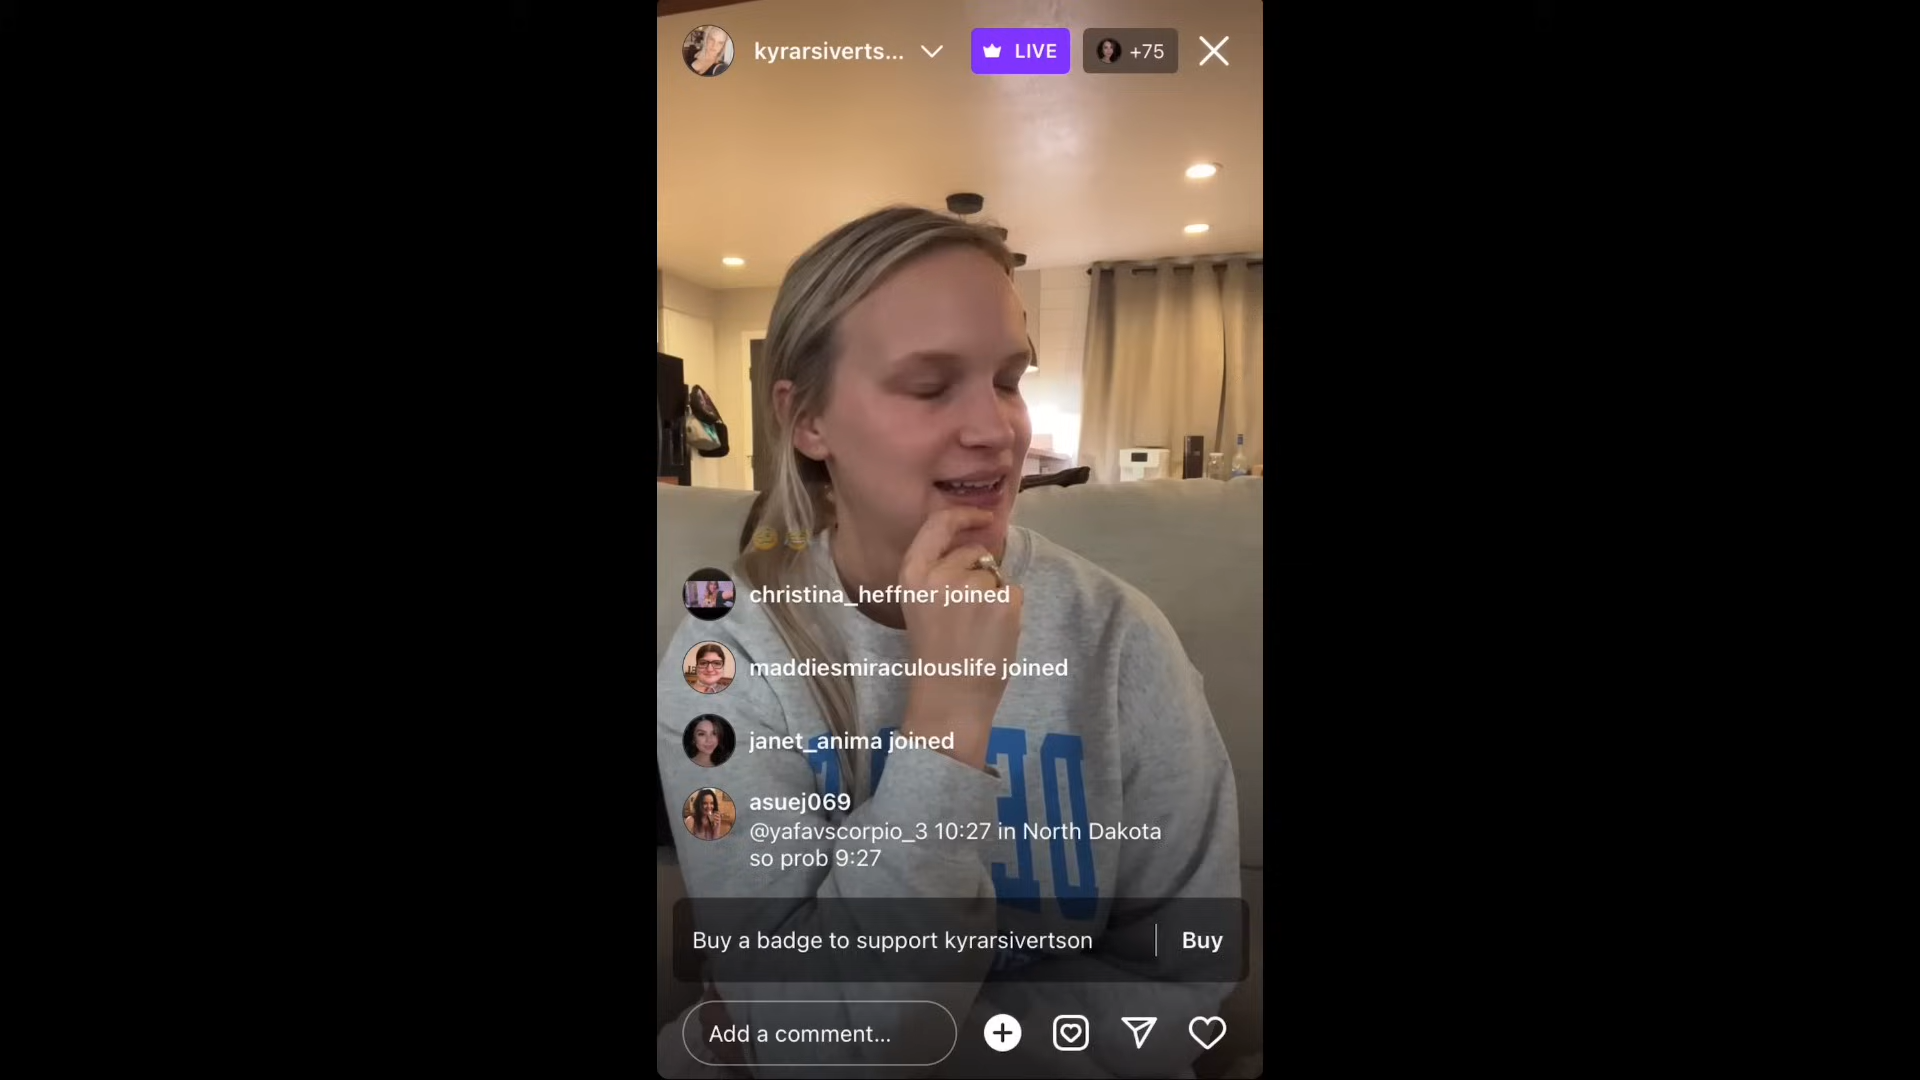 kyrarsiverts...
LIVE
+75
christina_heffner joined
maddiesmiraculouslife joined
janet_anima joined
asuej069
@yafavscorpio_3 10:27 in North Dakota
so prob 9:27
Buy a badge to support kyrarsivertson
Buy
Add a comment...